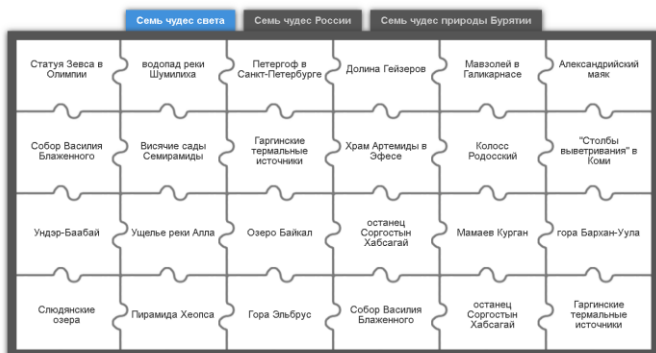 Семь чудес света Семь чудес России Семь чудес природы Бурятии
Статуя Зевса в
Олимпии
водопад реки
Шумилиха
Петергоф в
Санкт-Петербурге
Долина Гейзеров
Мавзолей в
Галикарнасе
Александрийский
маяк
Собор Василия
Блаженного
Висячие сады
Семирамиды
Гаргинские
термальные
источники
Храм Артемиды в
Эфесе
Колосс
Родосский
"Столбы
выветривания" в
Коми
Ундэр-Баабай
Ущелье реки Алла
Озеро Байкал
останец
Соргостын
Хабсагай
Мамаев Курган
гора Бархан-Уула
Слюдянские
озера
Пирамида Хеопса
Гора Эльбрус
Собор Василия
Блаженного
останец
Соргостын
Хабсагай
Гаргинские
термальные
источники